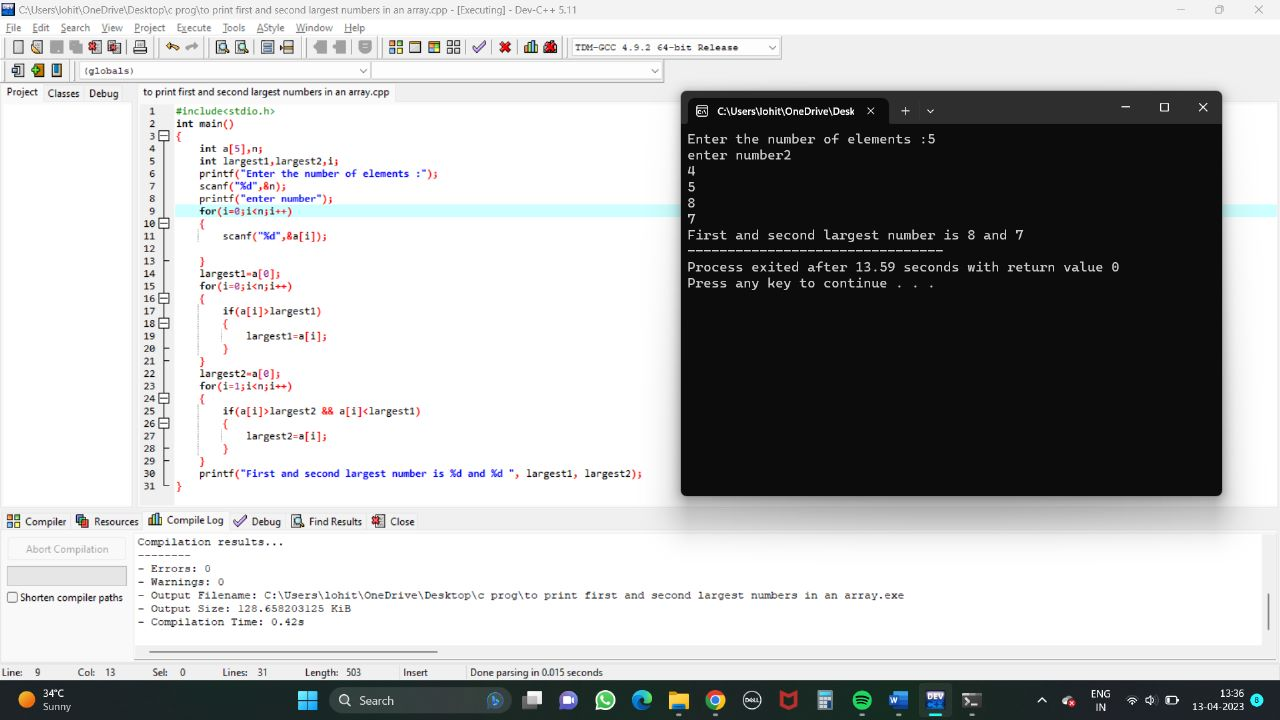 C:\Users\lohit\OneDrive\Desktop\c prog\to print first and second largest numbers in an array.cpp - [Executing] - Dev-C++ 5.11
File Edit Search View Project Execute Tools AStyle Window Help
TDM-GCC 4.9.2 64-bit Release
(globals)
Project Classes Debug
to print first and second largest numbers in an array.cpp
1 #include<stdio.h>
2 int main()
3 {
4 int a[5],n;
5 int largest1,largest2,i;
6 printf("Enter the number of elements :");
7 scanf("%d",&n);
8 printf("enter number");
9 for(i=0;i<n;i++)
10 {
11 scanf("%d",&a[i]);
12
13 }
14 largest1=a[0];
15 for(i=0;i<n;i++)
16 {
17 if(a[i]>largest1)
18 {
19 largest1=a[i];
20 }
21 }
22 largest2=a[0];
23 for(i=1;i<n;i++)
24 {
25 if(a[i]>largest2 && a[i]<largest1)
26 {
27 largest2=a[i];
28 }
29 }
30 printf("First and second largest number is %d and %d ", largest1, largest2);
31 }
C:\Users\lohit\OneDrive\Desk
Enter the number of elements :5
enter number2
4
5
8
7
First and second largest number is 8 and 7
--------------------------------
Process exited after 13.59 seconds with return value 0
Press any key to continue . . .
Compiler Resources Compile Log Debug Find Results Close
Abort Compilation
Shorten compiler paths
Compilation results...
--------
- Errors: 0
- Warnings: 0
- Output Filename: C:\Users\lohit\OneDrive\Desktop\c prog\to print first and second largest numbers in an array.exe
- Output Size: 128.658203125 KiB
- Compilation Time: 0.42s
Line: 9 Col: 13 Sel: 0 Lines: 31 Length: 503 Insert Done parsing in 0.015 seconds
34°C
Sunny
Search
DELL
DEV
ENG
IN
13:36
13-04-2023
8